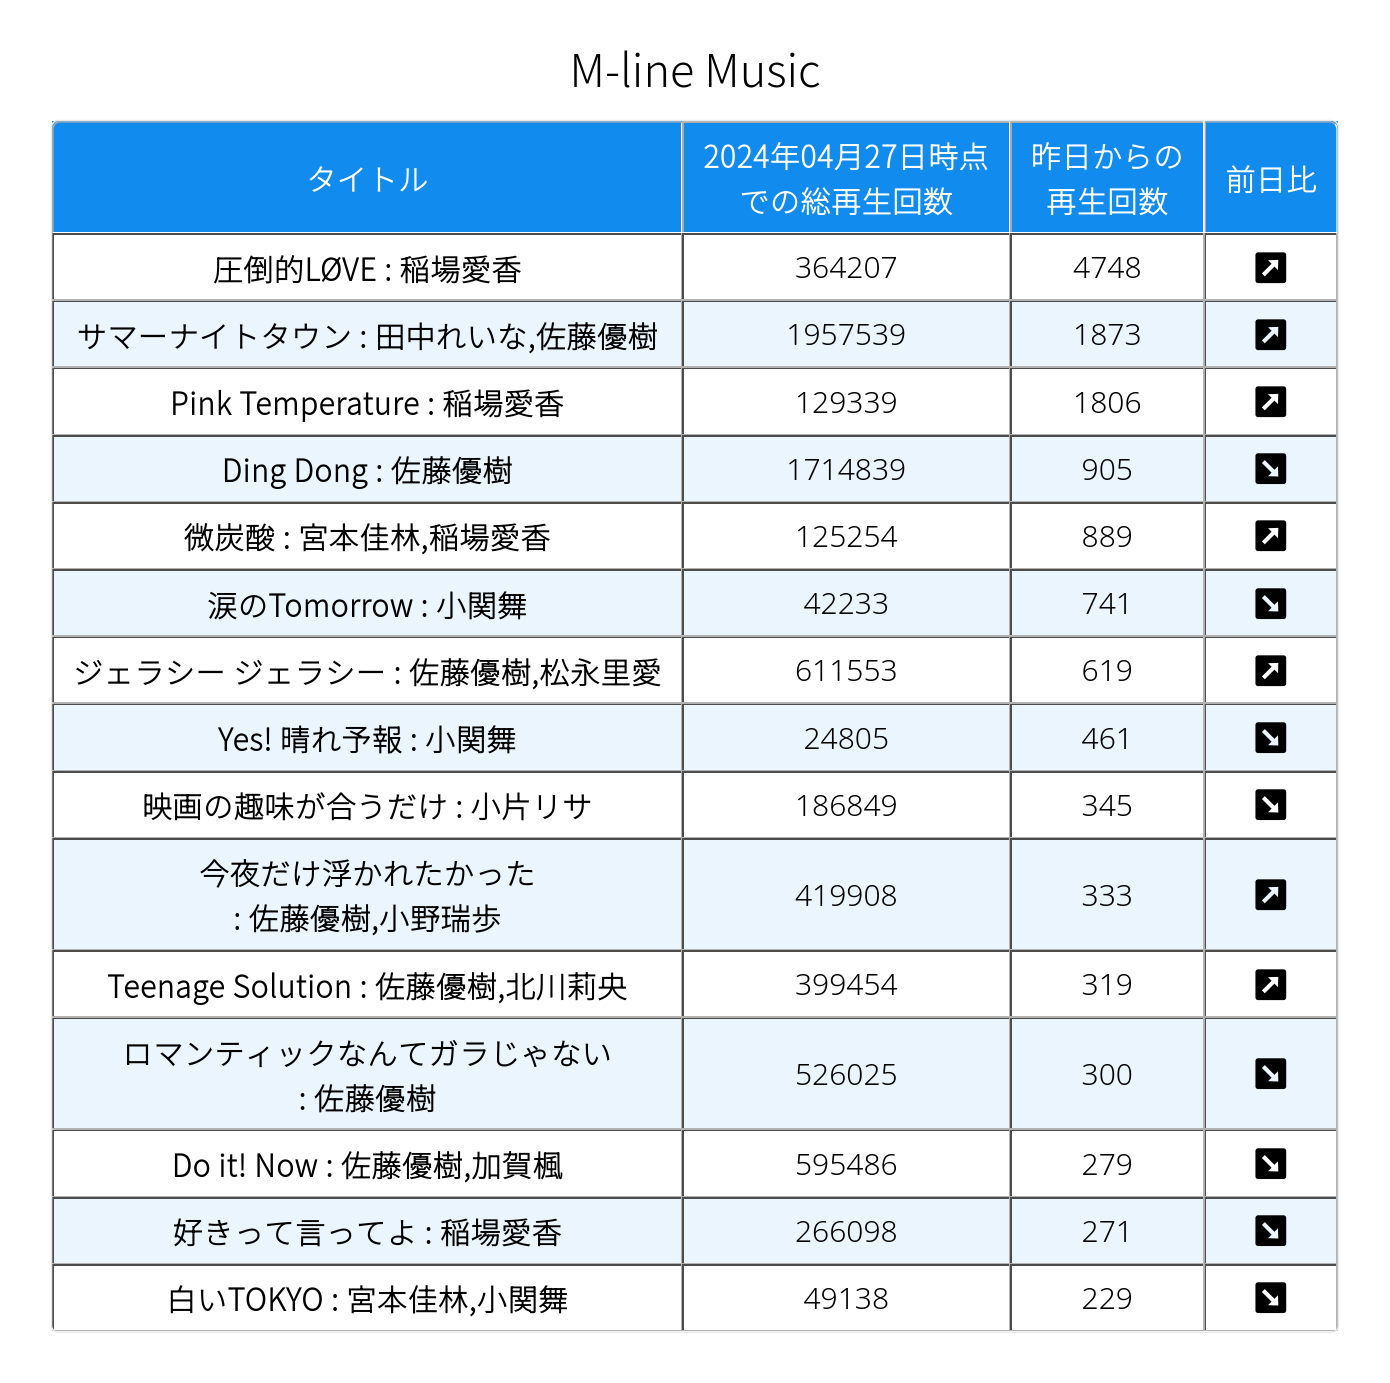 M-line Music
タイトル
2024年04月27日時点
での総再生回数
昨日からの
再生回数
前日比
圧倒的LØVE : 稲場愛香 364207 4748
サマーナイトタウン : 田中れいな,佐藤優樹 1957539 1873
Pink Temperature : 稲場愛香 129339 1806
Ding Dong : 佐藤優樹 1714839 905
微炭酸 : 宮本佳林,稲場愛香 125254 889
涙のTomorrow : 小関舞 42233 741
ジェラシー ジェラシー : 佐藤優樹,松永里愛 611553 619
Yes! 晴れ予報 : 小関舞 24805 461
映画の趣味が合うだけ : 小片リサ 186849 345
今夜だけ浮かれたかった
: 佐藤優樹,小野瑞歩 419908 333
Teenage Solution : 佐藤優樹,北川莉央 399454 319
ロマンティックなんてガラじゃない
: 佐藤優樹 526025 300
Do it! Now : 佐藤優樹,加賀楓 595486 279
好きって言ってよ : 稲場愛香 266098 271
白いTOKYO : 宮本佳林,小関舞 49138 229